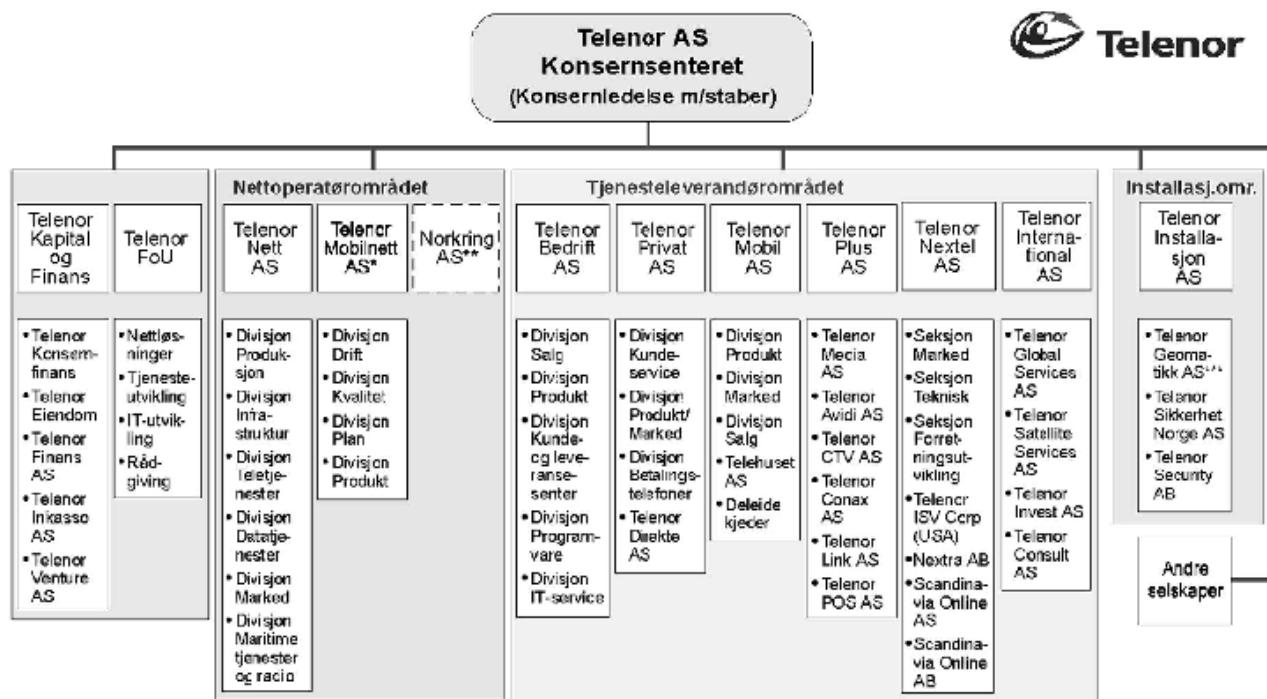 Telenor AS
Konsernsenteret
(Konsernledelse m/staber)
Telenor
Telenor
Kapital
og
Finans
Telenor
FoU
• Telenor
Konsern-
finans
• Telenor
Eiendom
• Telenor
Finans
AS
• Telenor
Inkasso
AS
• Telenor
Venture
AS
• Nettløs-
ninger
• Tjeneste-
utvikling
• IT-utvik-
ling
• Råd-
giving
Nettoperatørområdet
Telenor
Nett
AS
Telenor
Mobilnett
AS*
Norkring
AS**
• Divisjon
Produk-
sjon
• Divisjon
Infra-
struktur
• Divisjon
Teletje-
nester
• Divisjon
Datatje-
nester
• Divisjon
Marked
• Divisjon
Maritime
tjenester
og radio
• Divisjon
Drift
• Divisjon
Kvalitet
• Divisjon
Plan
• Divisjon
Produkt
Tjenesteleverandørområdet
Telenor
Bedrift
AS
Telenor
Privat
AS
Telenor
Mobil
AS
Telenor
Plus
AS
Telenor
Nextel
AS
Telenor
Interna-
tional
AS
• Divisjon
Salg
• Divisjon
Produkt
• Divisjon
Kunde-
og leve-
ranse-
senter
• Divisjon
Program-
vare
• Divisjon
IT-service
• Divisjon
Kunde-
service
• Divisjon
Produkt/
Marked
• Divisjon
Betalings-
telefoner
• Telenor
Direkte
AS
• Divisjon
Produkt
• Divisjon
Marked
• Divisjon
Salg
• Telehuset
AS
• Deleide
kjeder
• Telenor
Media
AS
• Telenor
Avidi AS
• Telenor
CTV AS
• Telenor
Conax
AS
• Telenor
Link AS
• Telenor
POS AS
• Seksjon
Marked
• Seksjon
Teknisk
• Seksjon
Forret-
ningsut-
vikling
• Telenor
ISV Corp
(USA)
• Nextra AB
• Scandina-
via Online
AS
• Scandina-
via Online
AB
• Telenor
Global
Services
AS
• Telenor
Satellite
Services
AS
• Telenor
Invest AS
• Telenor
Consult
AS
Installasj.omr.
Telenor
Installa-
sjon
AS
• Telenor
Geoma-
tikk AS***
• Telenor
Sikkerhet
Norge AS
• Telenor
Security
AB
Andre
selskaper